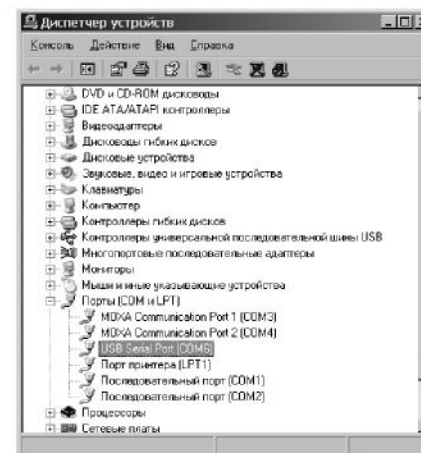 Диспетчер устройств
Консоль Действие Вид Справка
DVD и CD-ROM дисководы
IDE ATA/ATAPI контроллеры
Видеоадаптеры
Дисководы гибких дисков
Дисковые устройства
Звуковые, видео и игровые устройства
Клавиатуры
Компьютер
Контроллеры гибких дисков
Контроллеры универсальной последовательной шины USB
Многопортовые последовательные адаптеры
Мониторы
Мыши и иные указывающие устройства
Порты (COM и LPT)
MOXA Communication Port 1 (COM3)
MOXA Communication Port 2 (COM4)
USB Serial Port (COM6)
Порт принтера (LPT1)
Последовательный порт (COM1)
Последовательный порт (COM2)
Процессоры
Сетевые платы